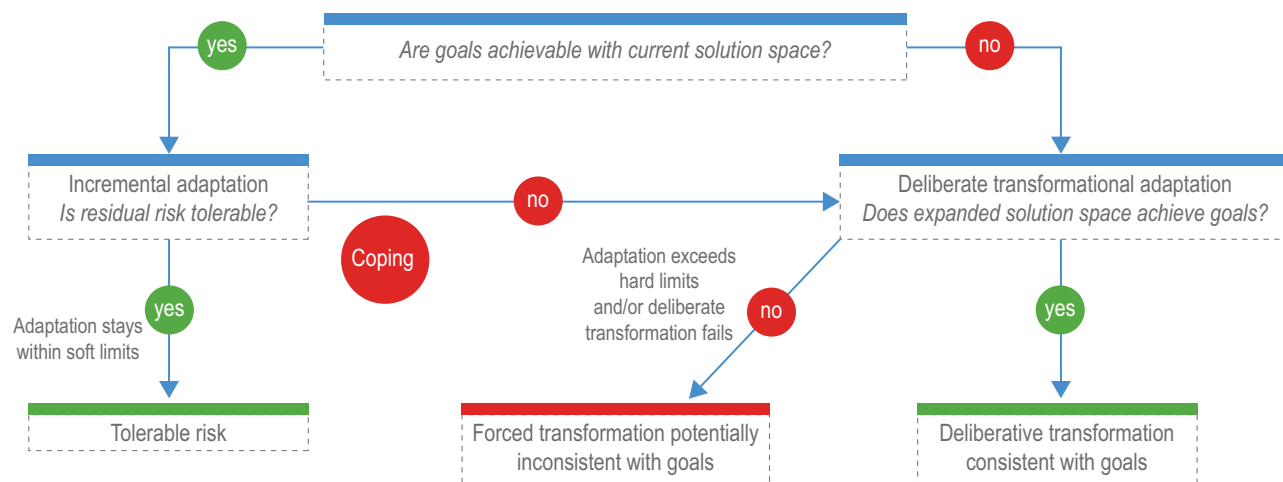 yes
Are goals achievable with current solution space?
no
Incremental adaptation
Is residual risk tolerable?
no
Deliberate transformational adaptation
Does expanded solution space achieve goals?
Coping
Adaptation exceeds
hard limits
and/or deliberate
transformation fails
yes
no
yes
Adaptation stays
within soft limits
Tolerable risk
Forced transformation potentially
inconsistent with goals
Deliberative transformation
consistent with goals